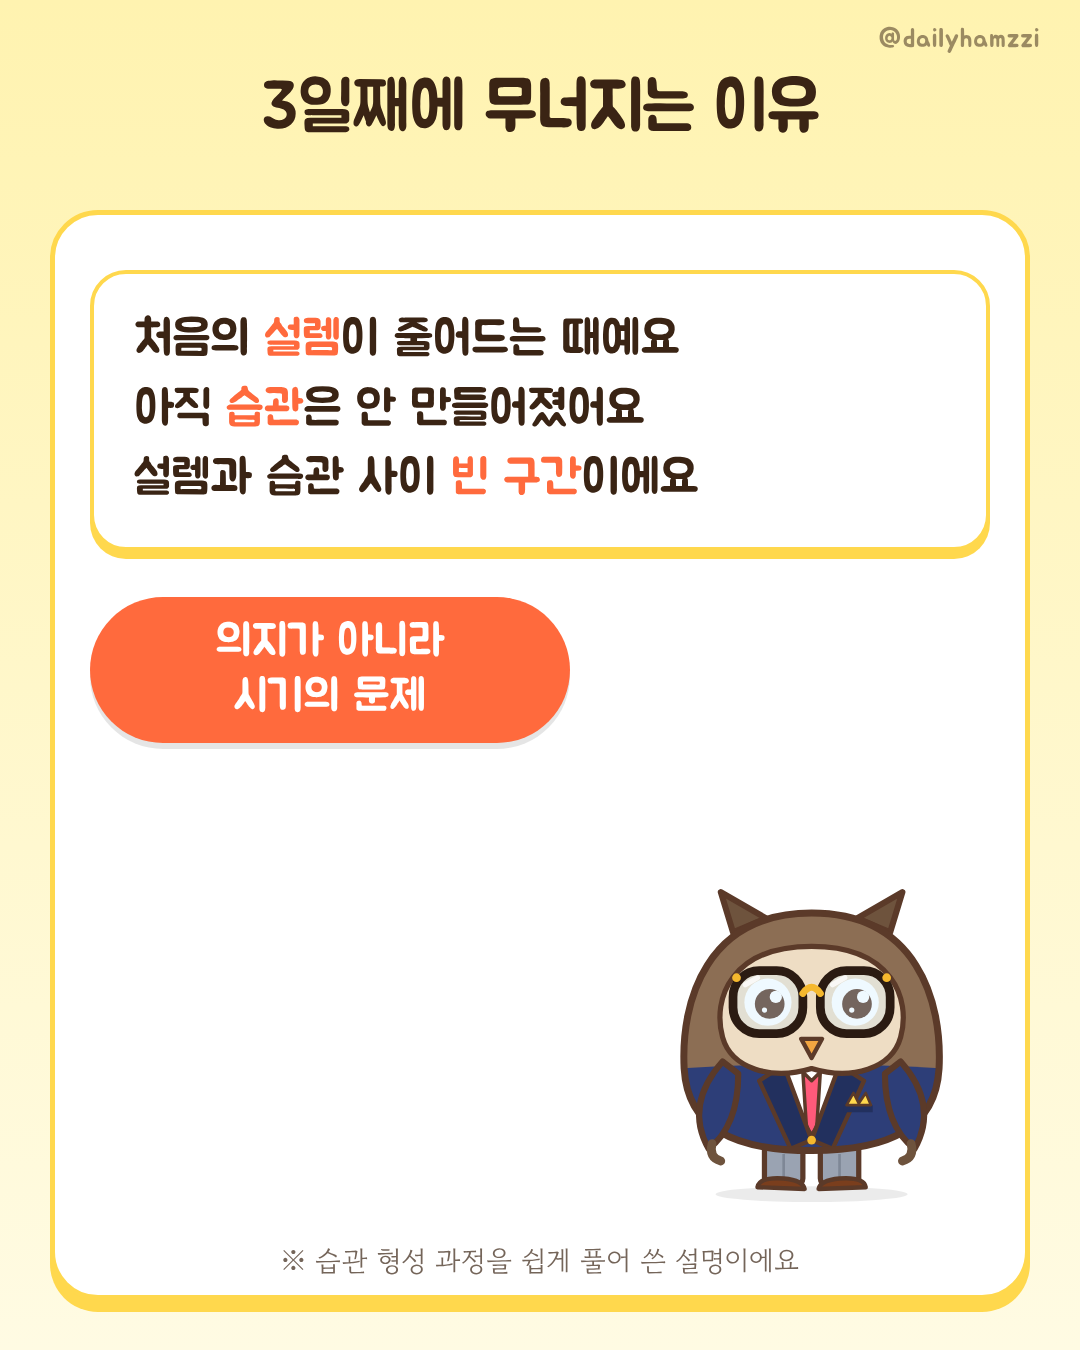 @dailyhamzzi
3일째에 무너지는 이유
처음의 설렘이 줄어드는 때예요
아직 습관은 안 만들어졌어요
설렘과 습관 사이 빈 구간이에요
의지가 아니라
시기의 문제
※ 습관 형성 과정을 쉽게 풀어 쓴 설명이에요